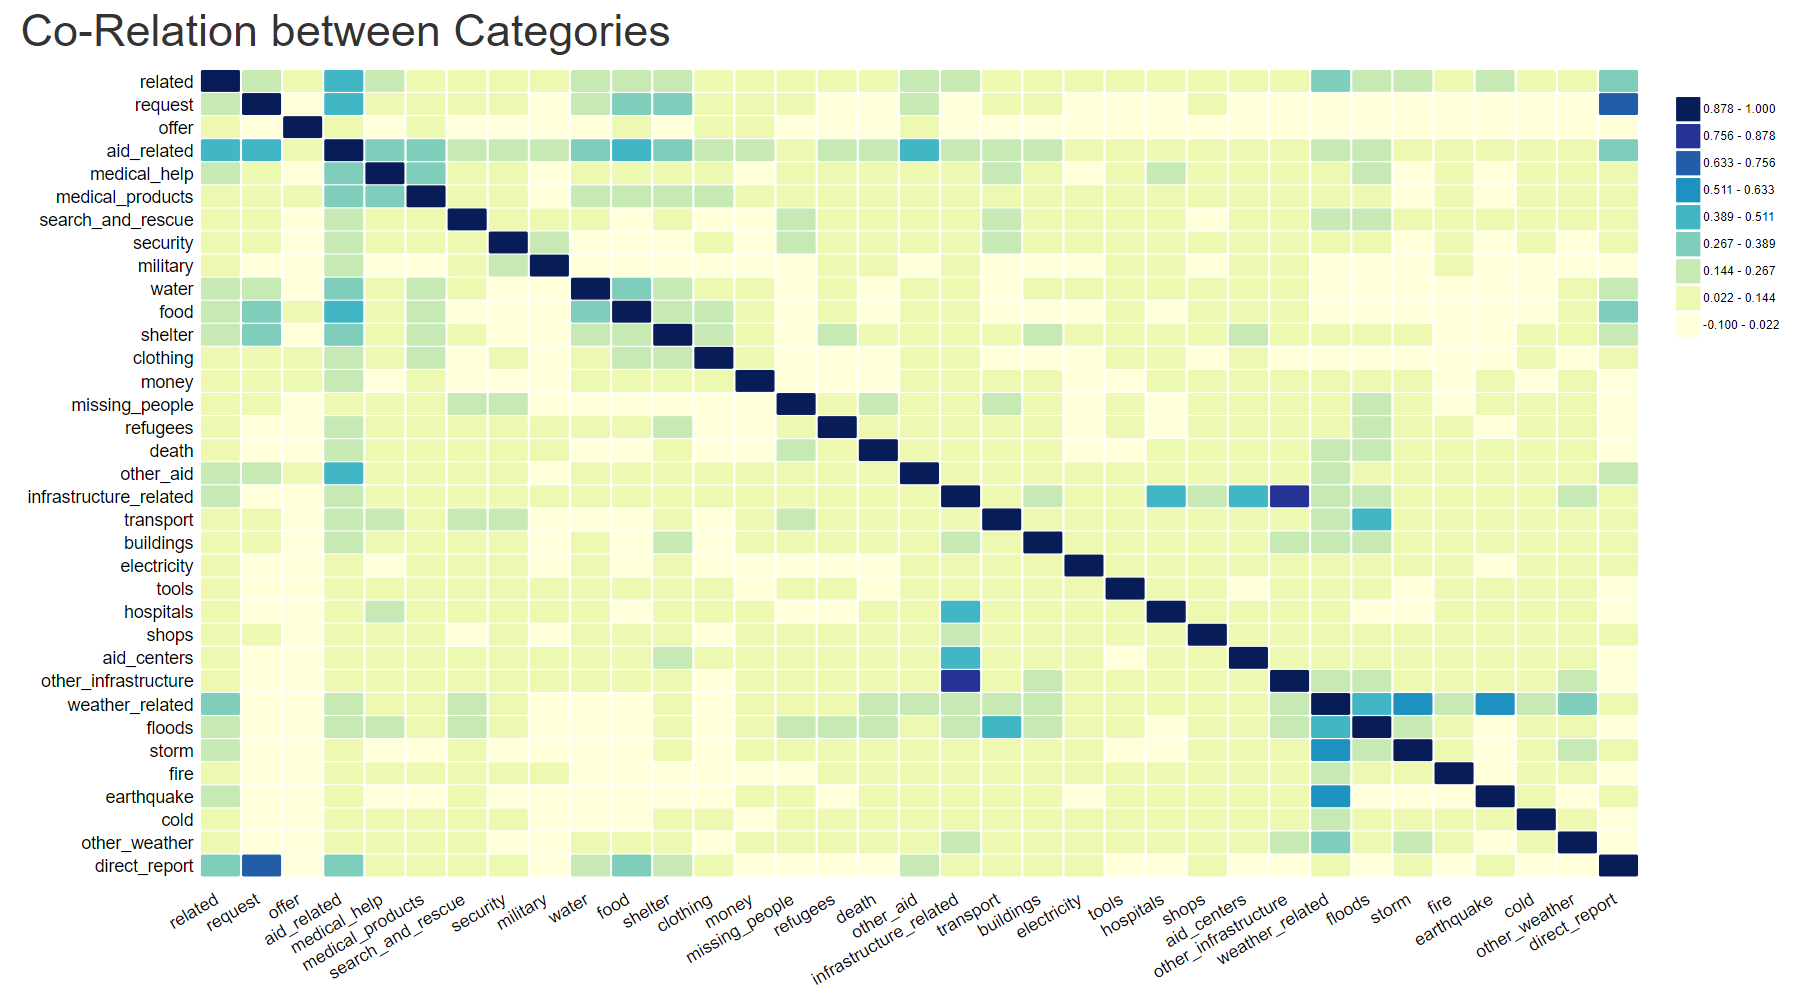 Co-Relation between Categories
related
request
offer
aid_related
medical_help
medical_products
search_and_rescue
security
military
water
food
shelter
clothing
money
missing_people
refugees
death
other_aid
infrastructure_related
transport
buildings
electricity
tools
hospitals
shops
aid_centers
other_infrastructure
weather_related
floods
storm
fire
earthquake
cold
other_weather
direct_report
0.878 - 1.000
0.756 - 0.878
0.633 - 0.756
0.511 - 0.633
0.389 - 0.511
0.267 - 0.389
0.144 - 0.267
0.022 - 0.144
-0.100 - 0.022
related
request
offer
aid_related
medical_help
medical_products
search_and_rescue
security
military
water
food
shelter
clothing
money
missing_people
refugees
death
other_aid
infrastructure_related
transport
buildings
electricity
tools
hospitals
shops
aid_centers
other_infrastructure
weather_related
floods
storm
fire
earthquake
cold
other_weather
direct_report